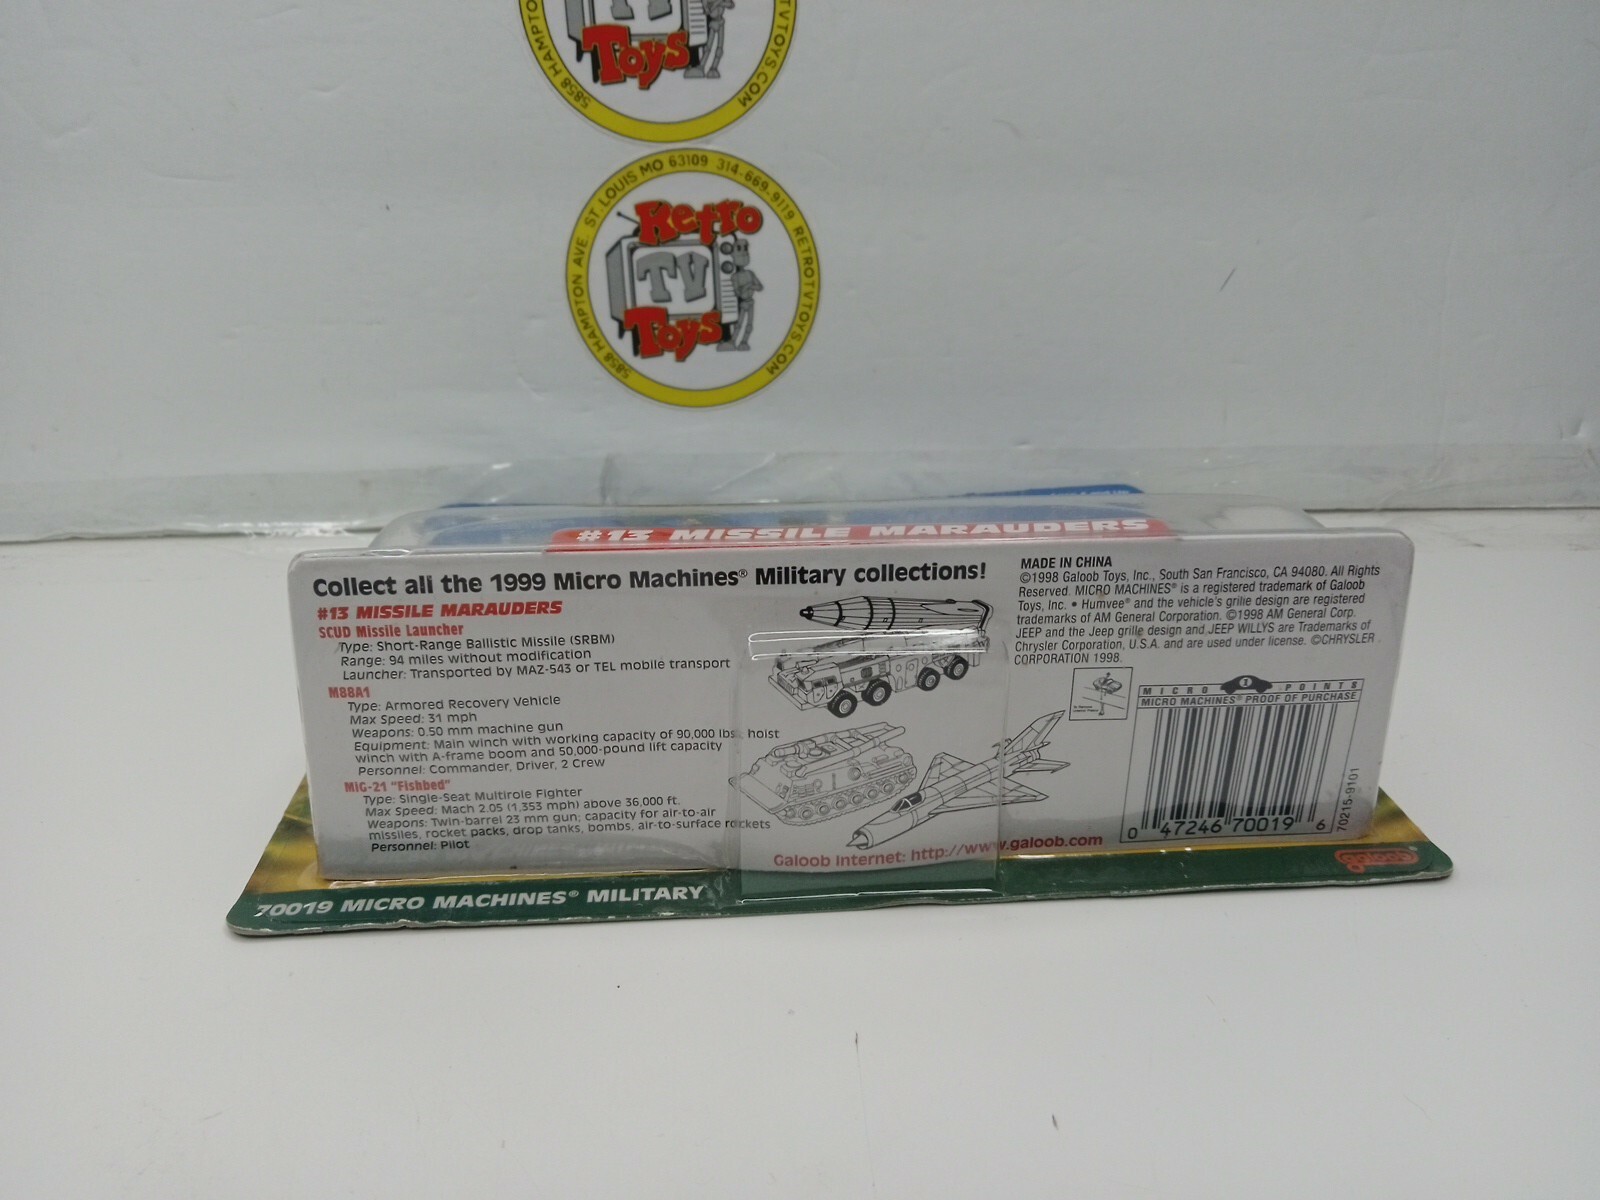 TV
Toys
5858 HAMPTON
TVTOYS.COM
5858 HAMPTON AVE. ST LOUIS MO 63109 314-669-9119 RETROTVTOYS.COM
Retro
TV
Toys
#13 MISSILE MARAUDERS
Collect all the 1999 Micro Machines® Military collections!
#13 MISSILE MARAUDERS
SCUD Missile Launcher
Type: Short-Range Ballistic Missile (SRBM)
Range: 94 miles without modification
Launcher: Transported by MAZ-543 or TEL mobile transport
M88A1
Type: Armored Recovery Vehicle
Max Speed: 31 mph
Weapons: 0.50 mm machine gun
Equipment: Main winch with working capacity of 90,000 lbs., hoist
winch with A-frame boom and 50,000-pound lift capacity
Personnel: Commander, Driver, 2 Crew
MIG-21 "Fishbed"
Type: Single-Seat Multirole Fighter
Max Speed: Mach 2.05 (1,353 mph) above 36,000 ft.
Weapons: Twin-barrel 23 mm gun; capacity for air-to-air
missiles, rocket packs, drop tanks, bombs, air-to-surface rockets
Personnel: Pilot
Galoob Internet: http://www.galoob.com
MADE IN CHINA
©1998 Galoob Toys, Inc., South San Francisco, CA 94080. All Rights
Reserved. MICRO MACHINES® is a registered trademark of Galoob
Toys, Inc. • Humvee® and the vehicle's grille design are registered
trademarks of AM General Corporation. ©1998 AM General Corp.
JEEP and the Jeep grille design and JEEP WILLYS are Trademarks of
Chrysler Corporation, U.S.A. and are used under license. ©CHRYSLER
CORPORATION 1998.
MICRO POINTS
MICRO MACHINES® PROOF OF PURCHASE
0 47246 70019 6
70215-9101
galoob
70019 MICRO MACHINES® MILITARY